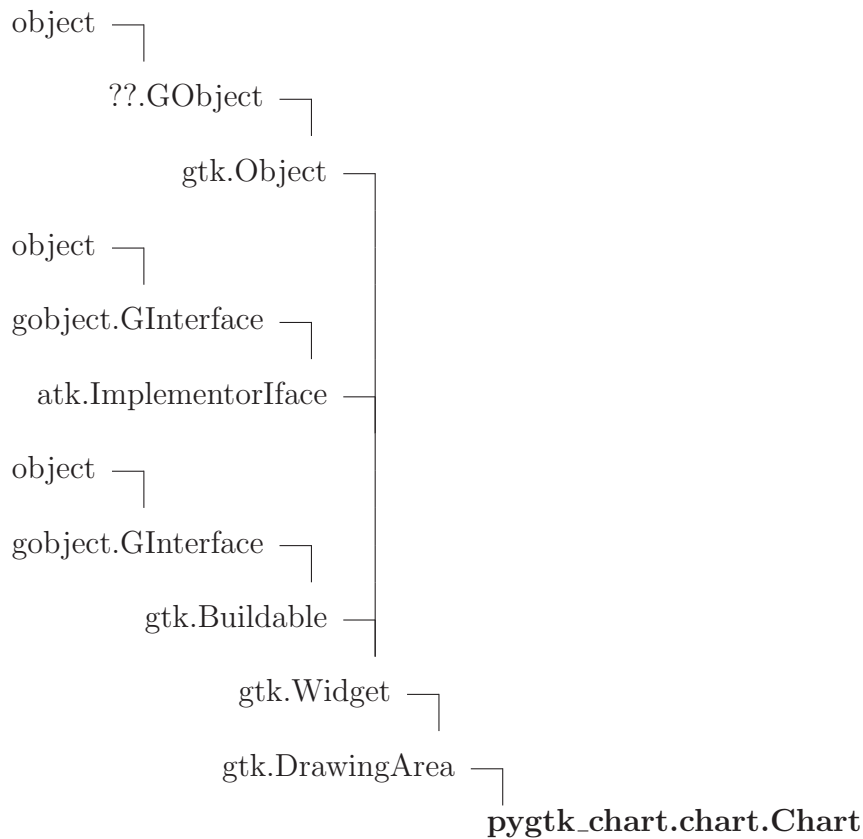 object
??.GObject
gtk.Object
object
gobject.GInterface
atk.ImplementorIface
object
gobject.GInterface
gtk.Buildable
gtk.Widget
gtk.DrawingArea
pygtk_chart.chart.Chart